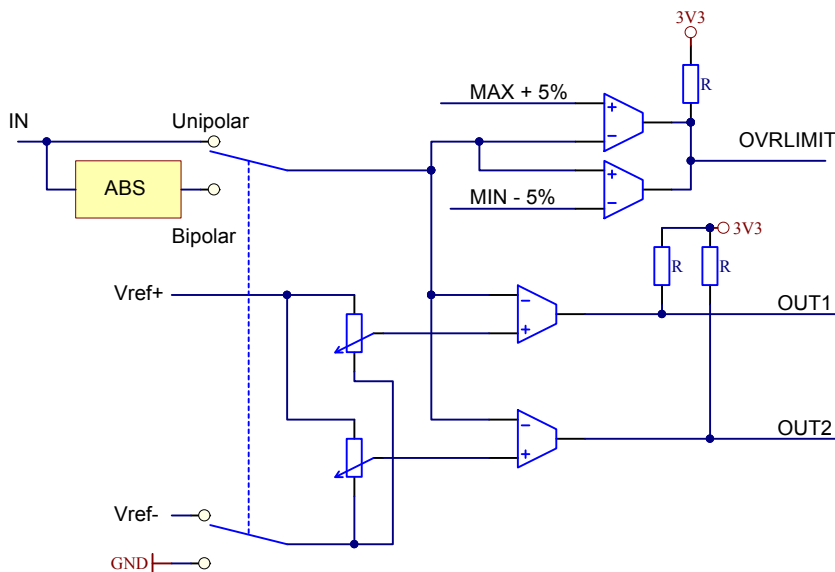 3V3
R
MAX + 5%
IN
Unipolar
OVRLIMIT
ABS
MIN - 5%
Bipolar
3V3
R
R
Vref+
OUT1
OUT2
Vref-
GND
+
−
+
−
−
+
−
+